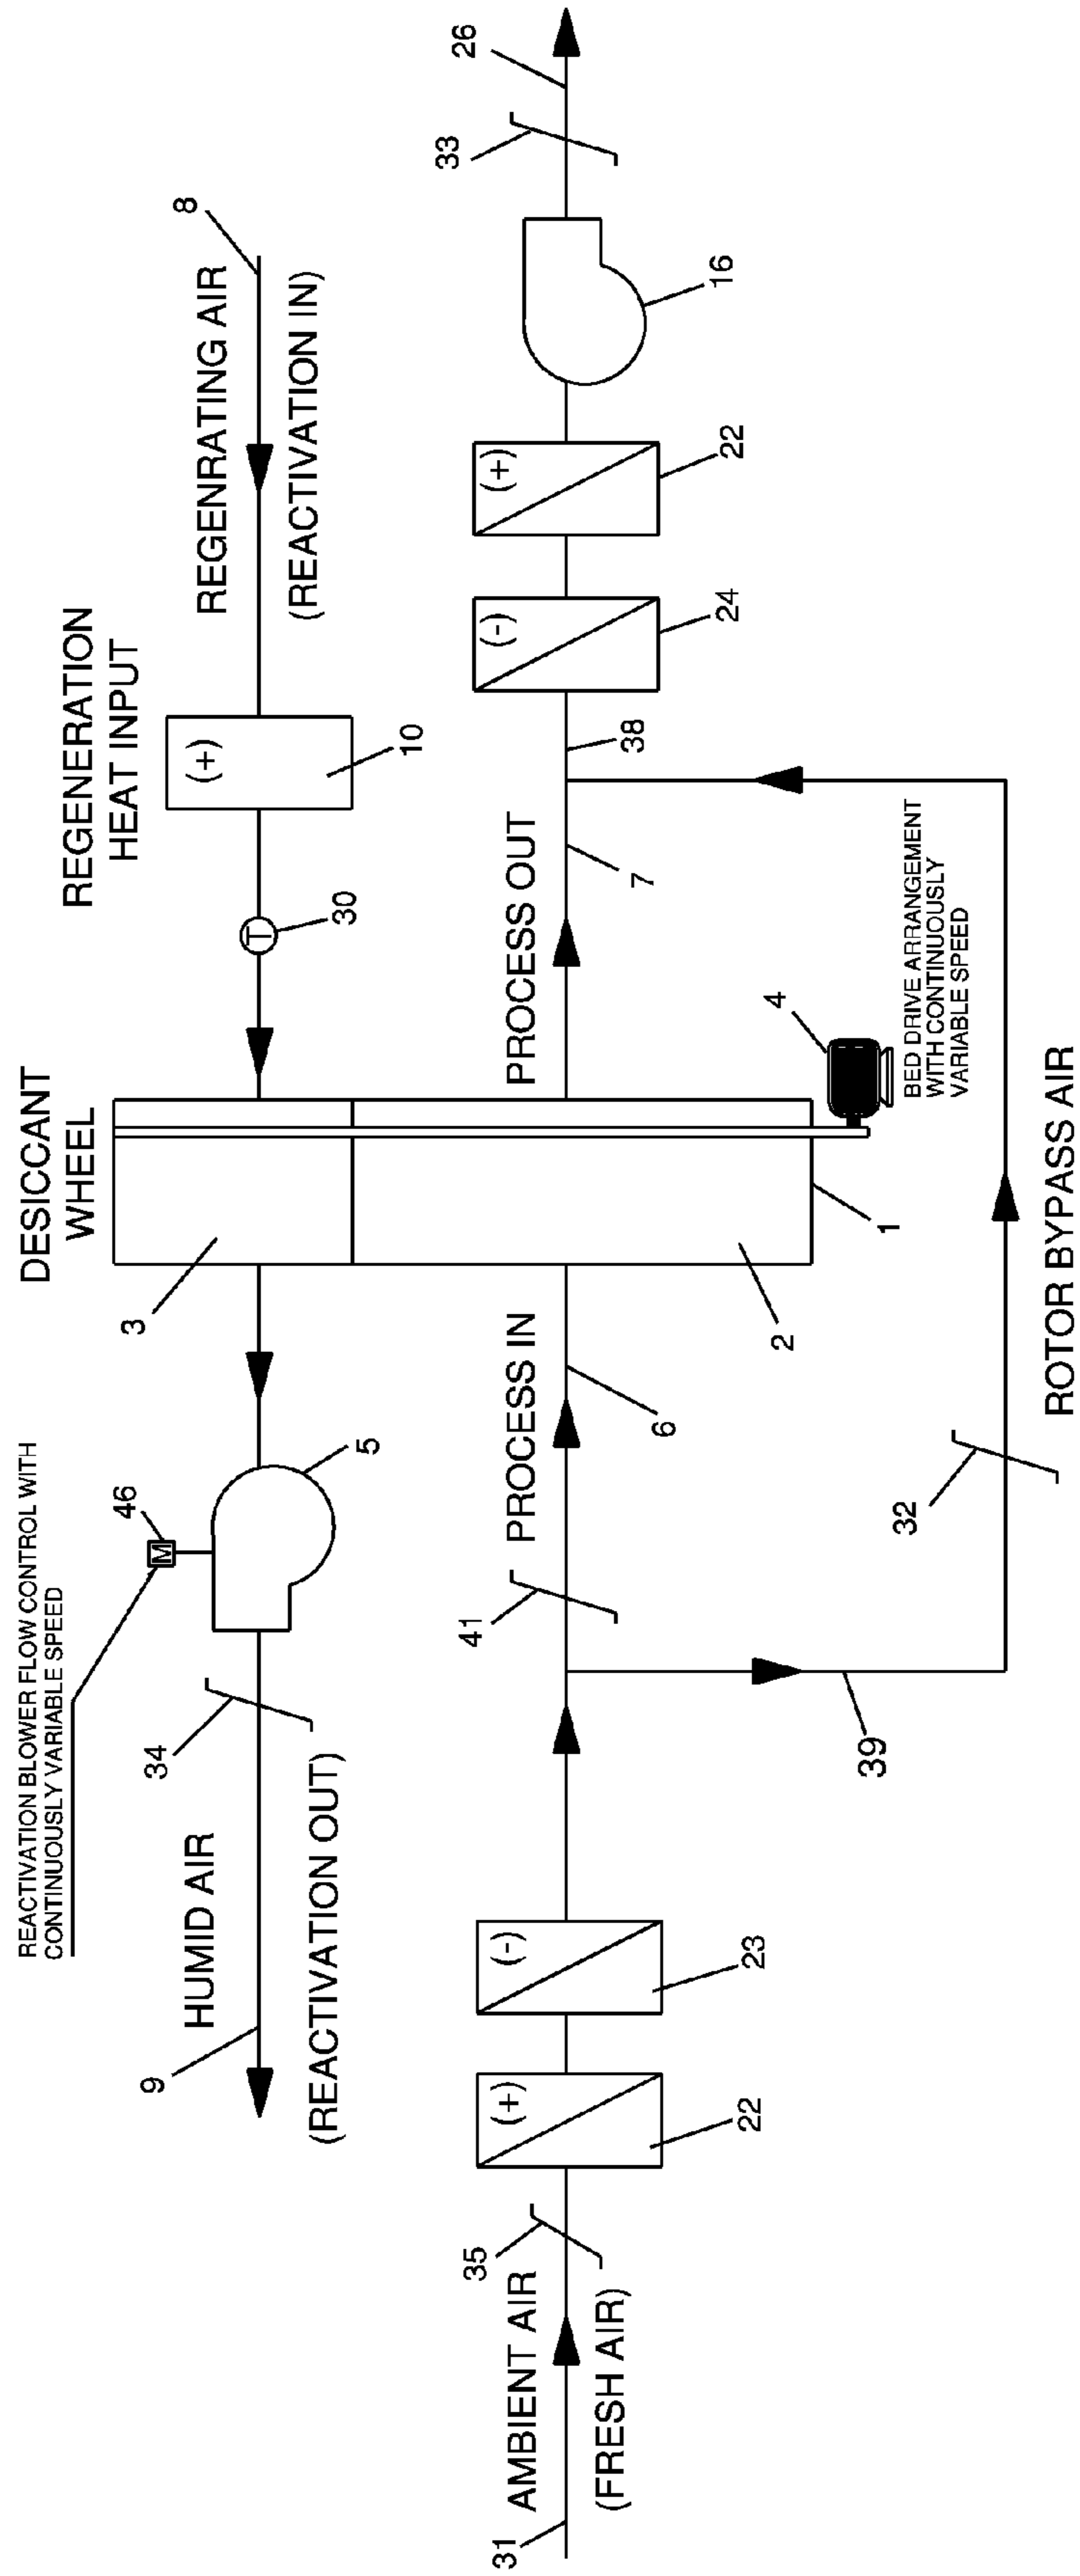 REACTIVATION BLOWER FLOW CONTROL WITH
CONTINUOUSLY VARIABLE SPEED
46
M
DESICCANT
WHEEL
REGENERATION
HEAT INPUT
9
HUMID AIR
34
(REACTIVATION OUT)
5
3
T
30
(+)
10
REGENRATING AIR
8
(REACTIVATION IN)
31
AMBIENT AIR
(FRESH AIR)
35
(+)
22
(-)
23
41
PROCESS IN
6
2
1
PROCESS OUT
7
38
(-)
24
(+)
22
16
33
26
4
BED DRIVE ARRANGEMENT
WITH CONTINUOUSLY
VARIABLE SPEED
39
32
ROTOR BYPASS AIR